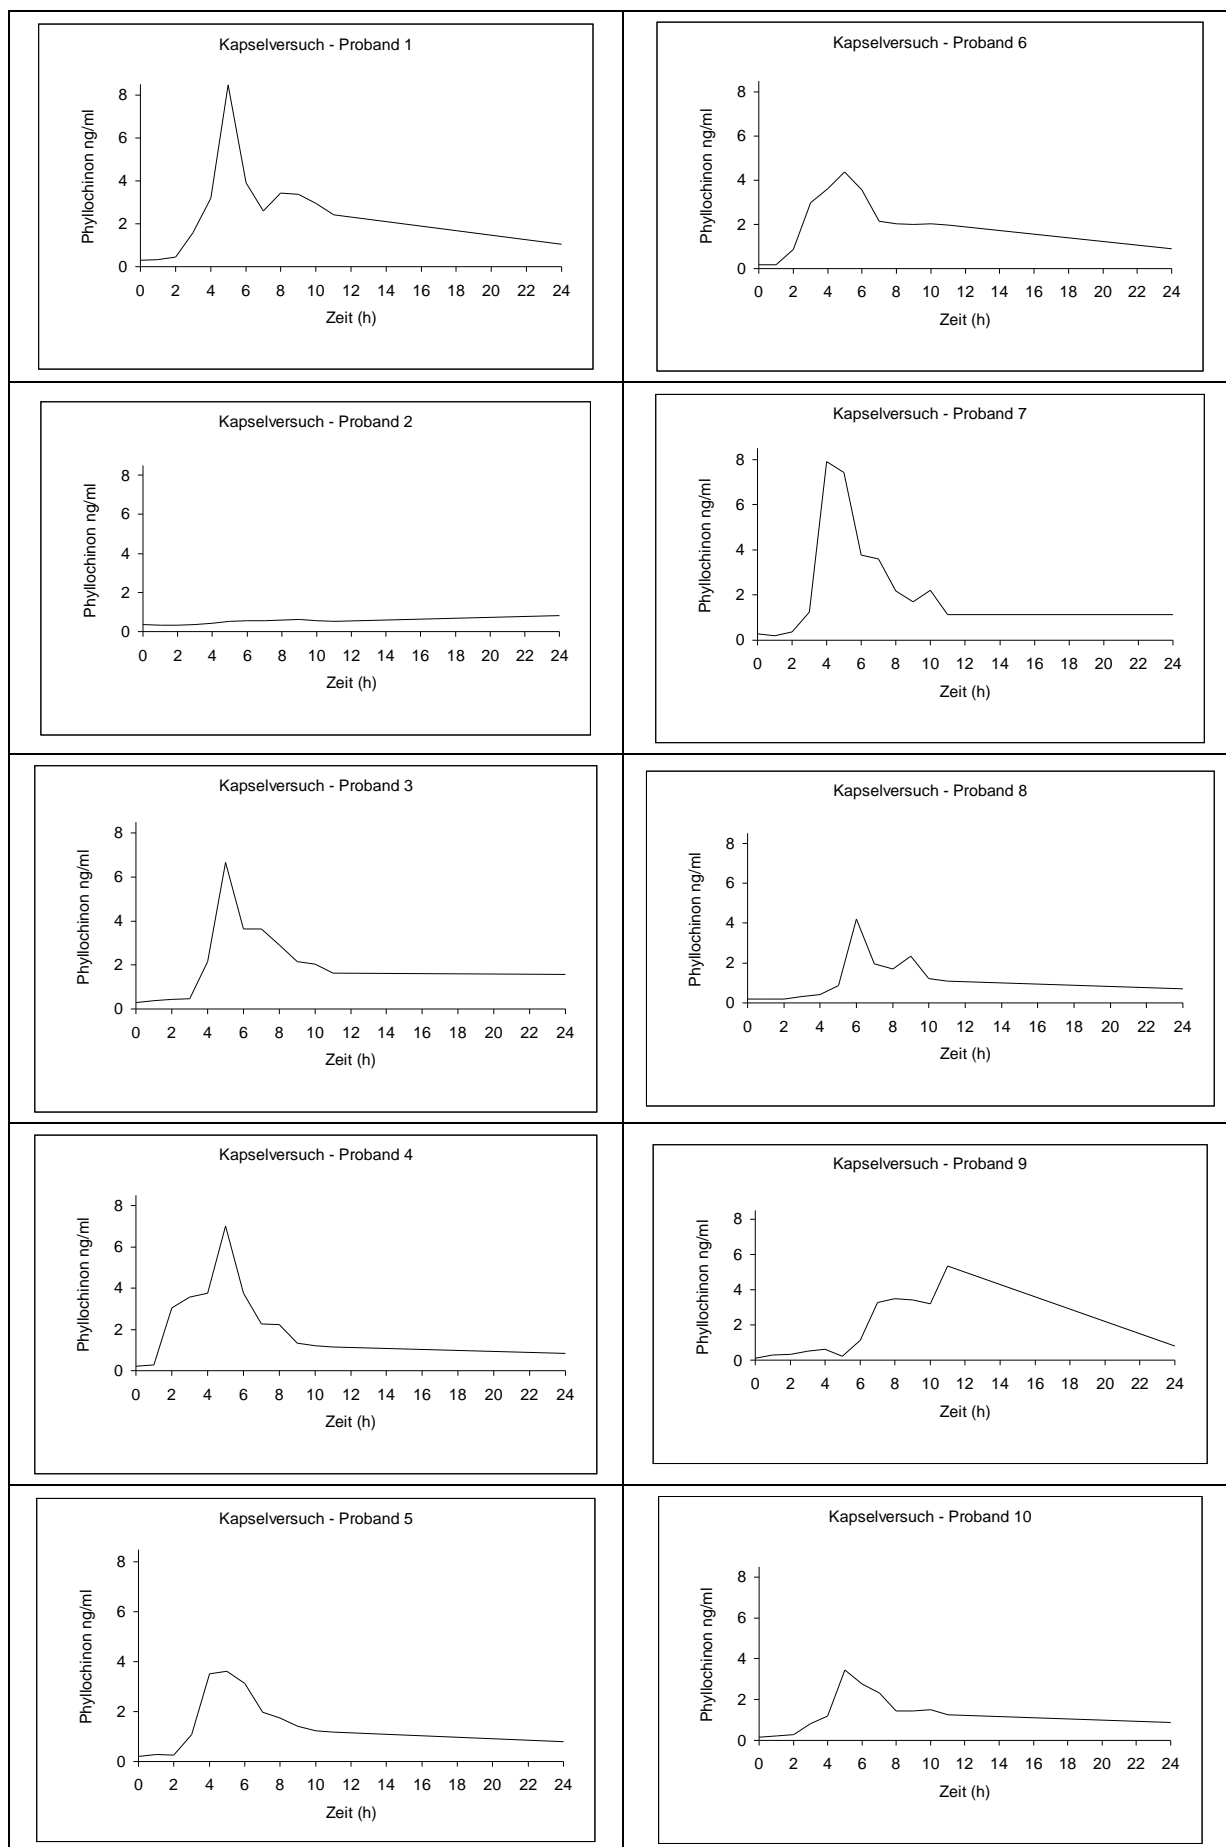 Kapselversuch - Proband 1
Phyllochinon ng/ml
8
6
4
2
0
0 2 4 6 8 10 12 14 16 18 20 22 24
Zeit (h)
Kapselversuch - Proband 6
Phyllochinon ng/ml
8
6
4
2
0
0 2 4 6 8 10 12 14 16 18 20 22 24
Zeit (h)
Kapselversuch - Proband 2
Phyllochinon ng/ml
8
6
4
2
0
0 2 4 6 8 10 12 14 16 18 20 22 24
Zeit (h)
Kapselversuch - Proband 7
Phyllochinon ng/ml
8
6
4
2
0
0 2 4 6 8 10 12 14 16 18 20 22 24
Zeit (h)
Kapselversuch - Proband 3
Phyllochinon ng/ml
8
6
4
2
0
0 2 4 6 8 10 12 14 16 18 20 22 24
Zeit (h)
Kapselversuch - Proband 8
Phyllochinon ng/ml
8
6
4
2
0
0 2 4 6 8 10 12 14 16 18 20 22 24
Zeit (h)
Kapselversuch - Proband 4
Phyllochinon ng/ml
8
6
4
2
0
0 2 4 6 8 10 12 14 16 18 20 22 24
Zeit (h)
Kapselversuch - Proband 9
Phyllochinon ng/ml
8
6
4
2
0
0 2 4 6 8 10 12 14 16 18 20 22 24
Zeit (h)
Kapselversuch - Proband 5
Phyllochinon ng/ml
8
6
4
2
0
0 2 4 6 8 10 12 14 16 18 20 22 24
Zeit (h)
Kapselversuch - Proband 10
Phyllochinon ng/ml
8
6
4
2
0
0 2 4 6 8 10 12 14 16 18 20 22 24
Zeit (h)